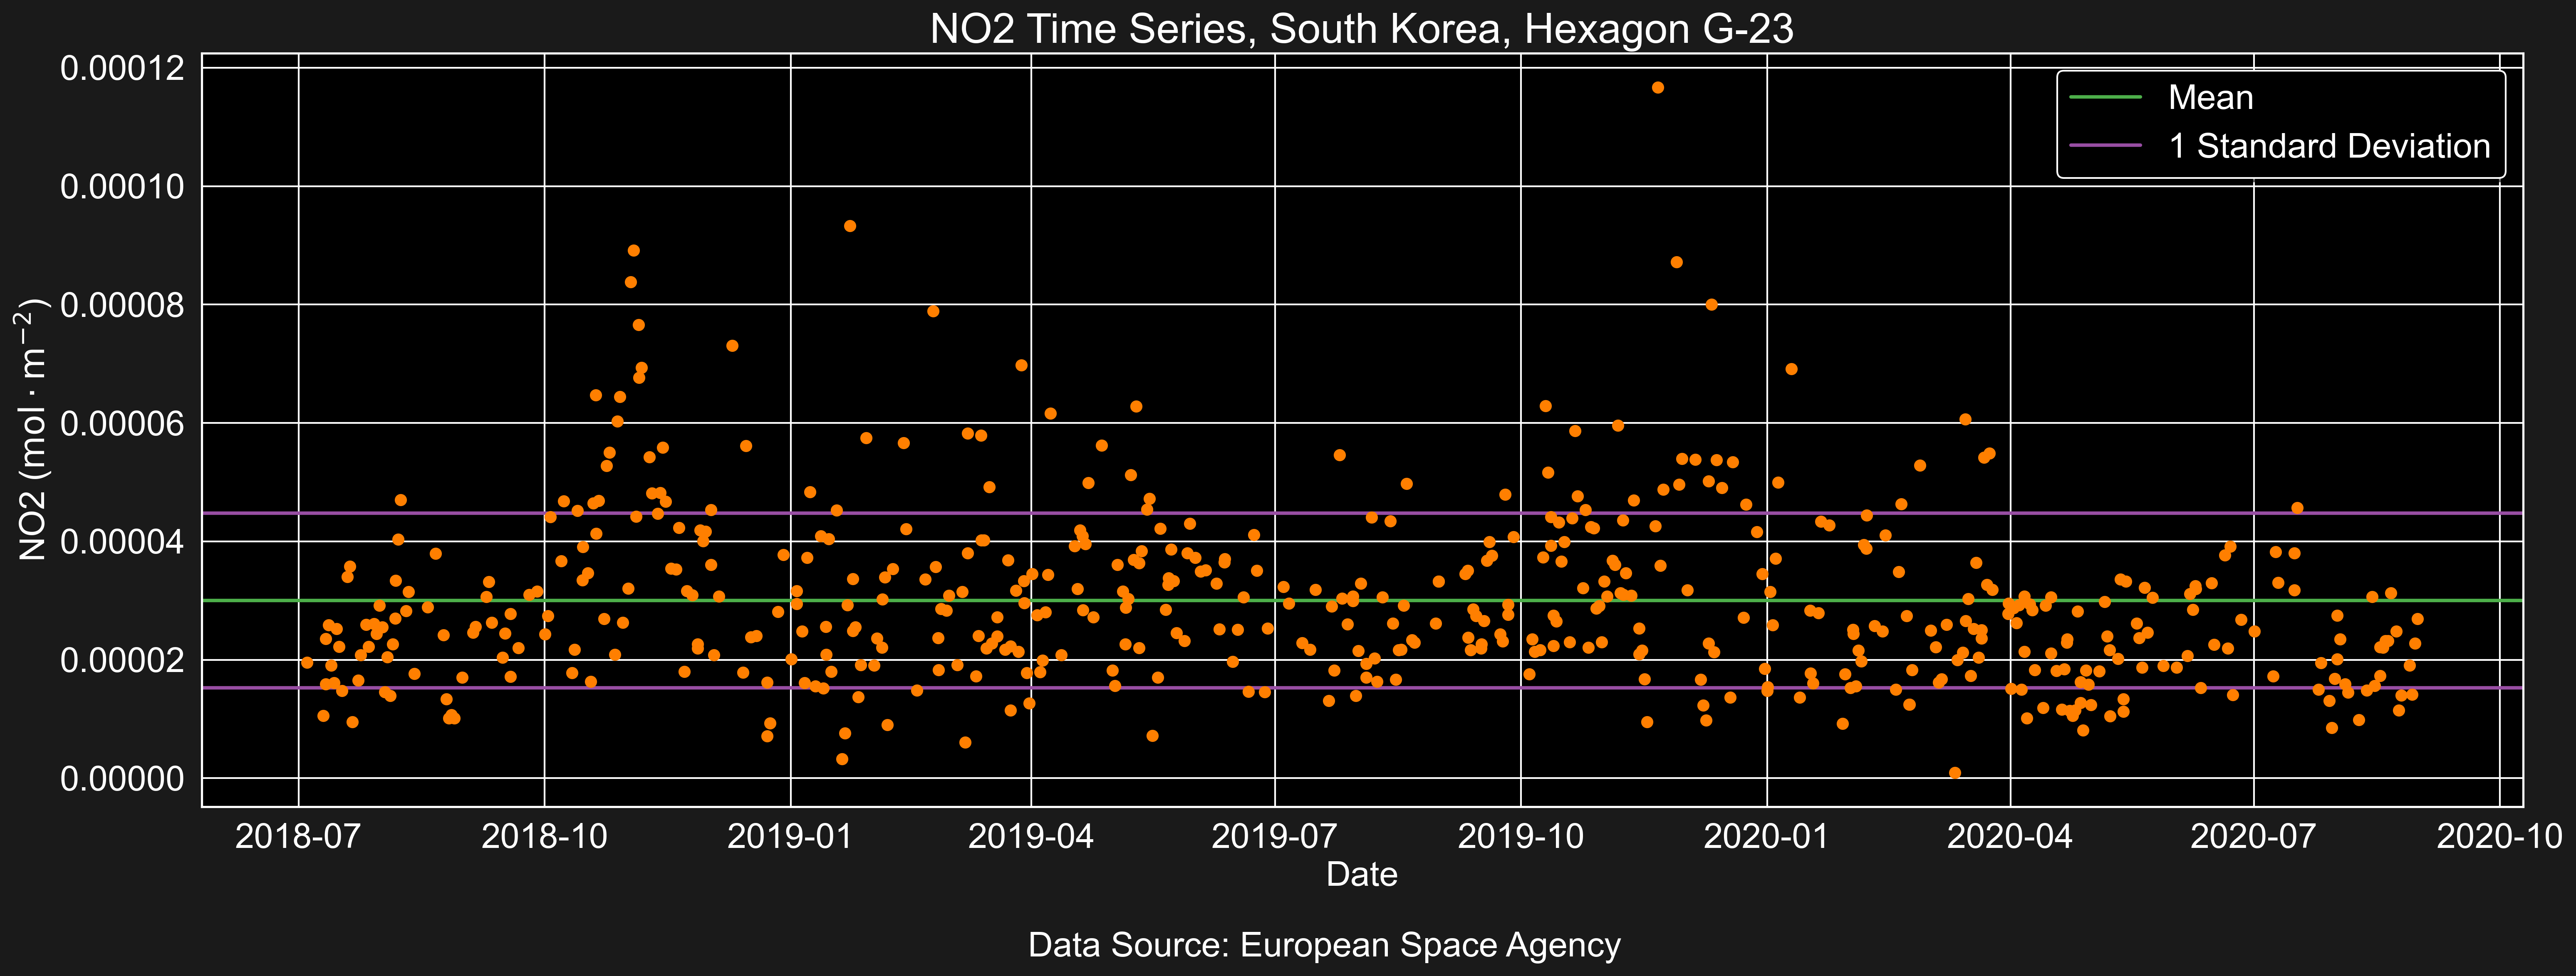 NO2 Time Series, South Korea, Hexagon G-23
0.00012
0.00010
0.00008
0.00006
0.00004
0.00002
0.00000
NO2 (mol · m⁻²)
Mean
1 Standard Deviation
2018-07 2018-10 2019-01 2019-04 2019-07 2019-10 2020-01 2020-04 2020-07 2020-10
Date
Data Source: European Space Agency